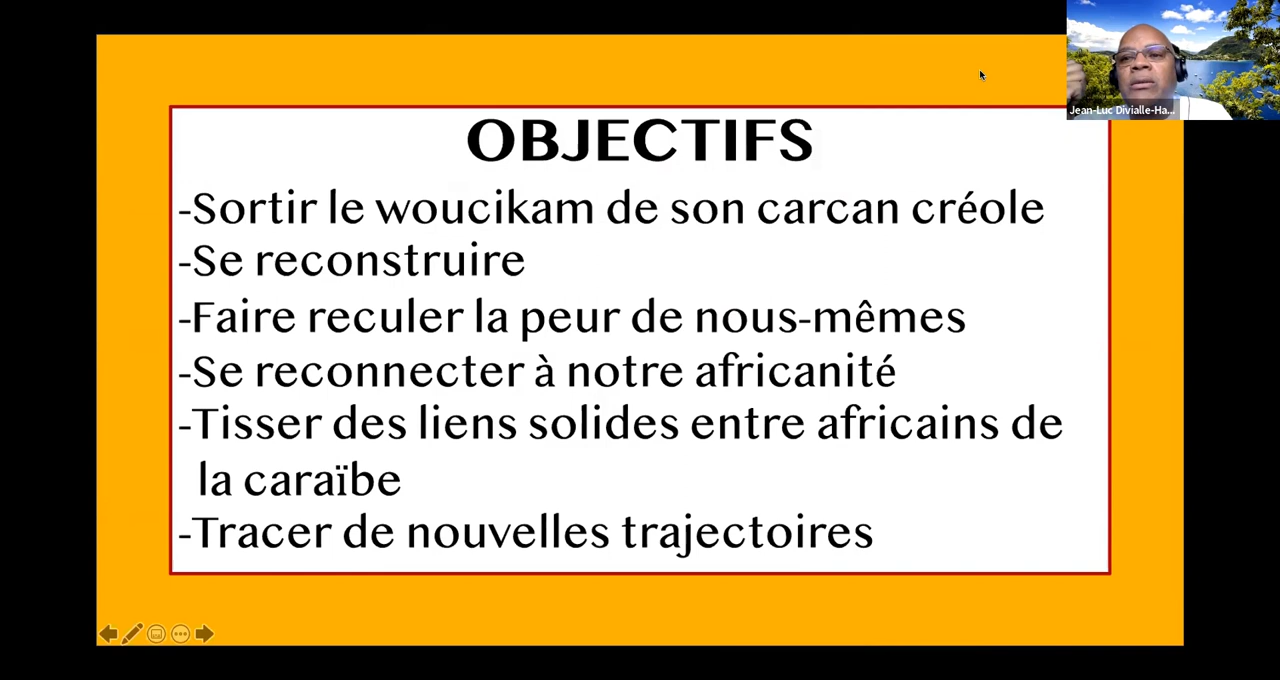 Jean-Luc Divialle-Ha...
OBJECTIFS
-Sortir le woucikam de son carcan créole
-Se reconstruire
-Faire reculer la peur de nous-mêmes
-Se reconnecter à notre africanité
-Tisser des liens solides entre africains de
la caraïbe
-Tracer de nouvelles trajectoires